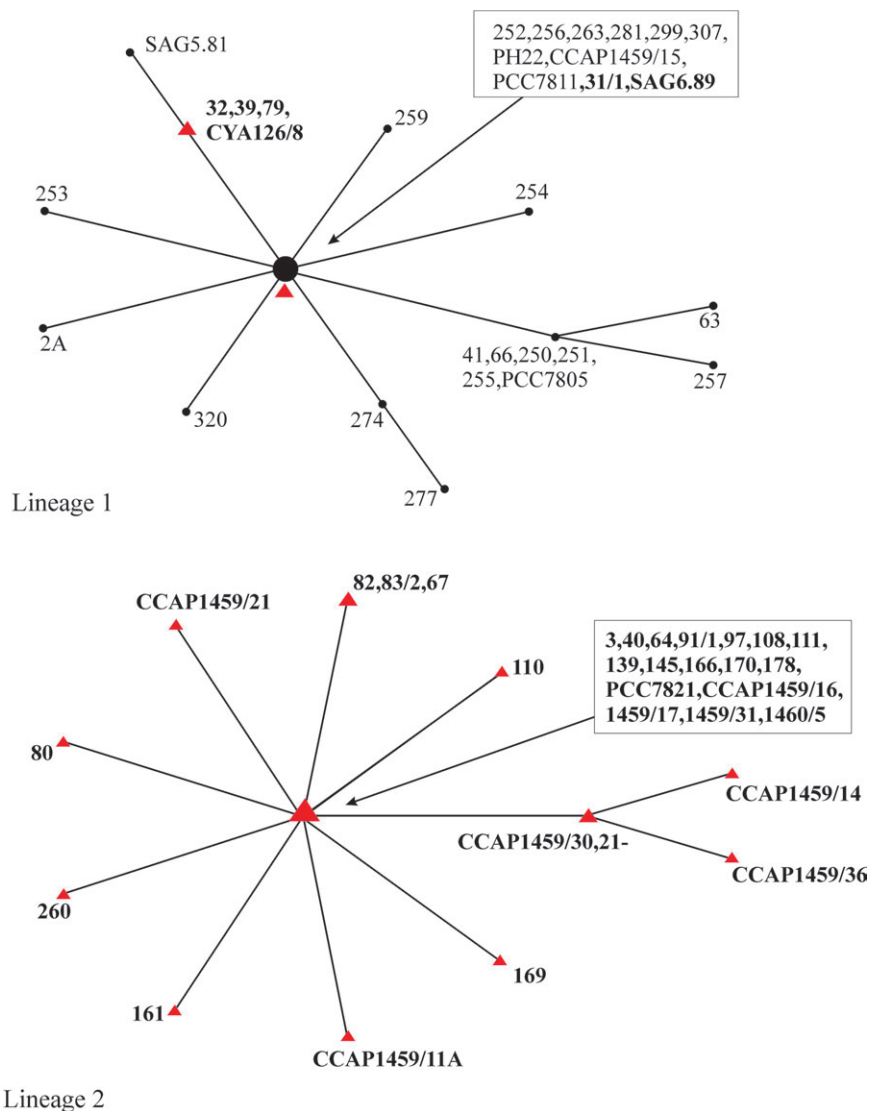 SAG5.81
252,256,263,281,299,307,
PH22,CCAP1459/15,
PCC7811,31/1,SAG6.89
32,39,79,
CYA126/8
259
253
254
2A
63
41,66,250,251,
255,PCC7805
257
320
274
277
Lineage 1
CCAP1459/21
82,83/2,67
3,40,64,91/1,97,108,111,
139,145,166,170,178,
PCC7821,CCAP1459/16,
1459/17,1459/31,1460/5
110
80
CCAP1459/14
CCAP1459/30,21-
CCAP1459/36
260
169
161
CCAP1459/11A
Lineage 2